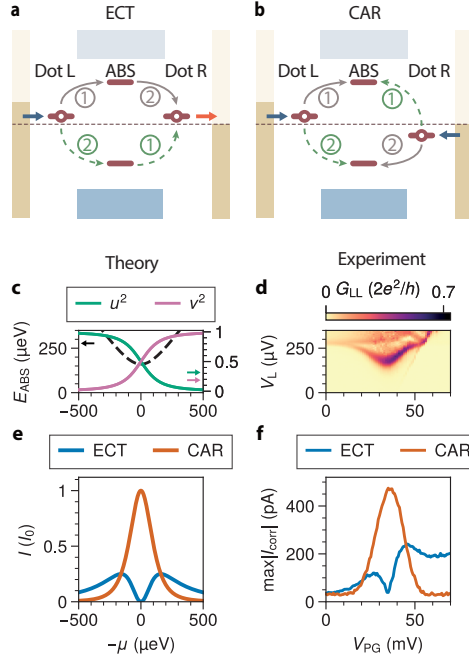 a ECT b CAR
Dot L ABS Dot R Dot L ABS Dot R
1 2 1 1
2 1 2 2
Theory Experiment
c u² v² d 0 G_LL (2e²/h) 0.7
E_ABS (μeV)
250
0
1
0.5
0
−500 0 500
V_L (μV)
250
0
0 50
e ECT CAR f ECT CAR
I (I₀)
1
0.5
0
−500 0 500
−μ (μeV)
max|I_corr| (pA)
400
200
0
0 50
V_PG (mV)